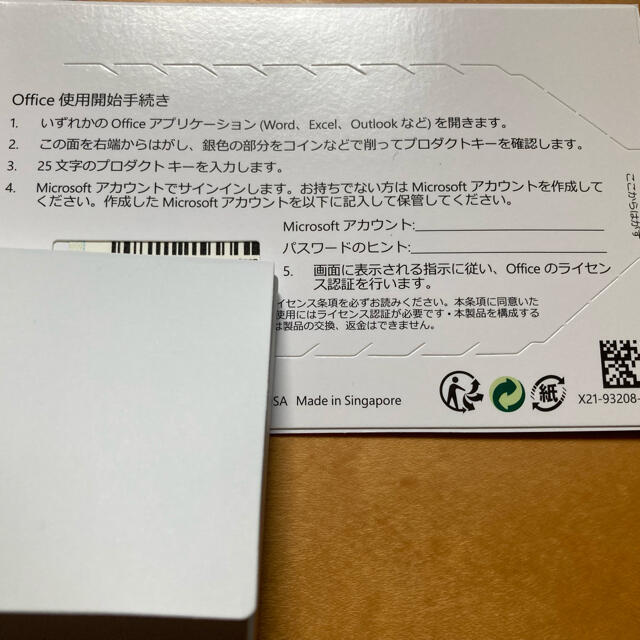 Office 使用開始手続き
1. いずれかの Office アプリケーション (Word、Excel、Outlook など) を開きます。
2. この面を右端からはがし、銀色の部分をコインなどで削ってプロダクトキーを確認します。
3. 25 文字のプロダクト キーを入力します。
4. Microsoft アカウントでサインインします。お持ちでない方は Microsoft アカウントを作成して
ください。作成した Microsoft アカウントを以下に記入して保管してください。
Microsoft アカウント:
パスワードのヒント:
5. 画面に表示される指示に従い、Office のライセン
ス認証を行います。
イセンス条項を必ずお読みください。本条項に同意いた
使用にはライセンス認証が必要です・本製品を構成する
は製品の交換、返金はできません。
SA Made in Singapore
紙
X21-93208-
ここからはがす